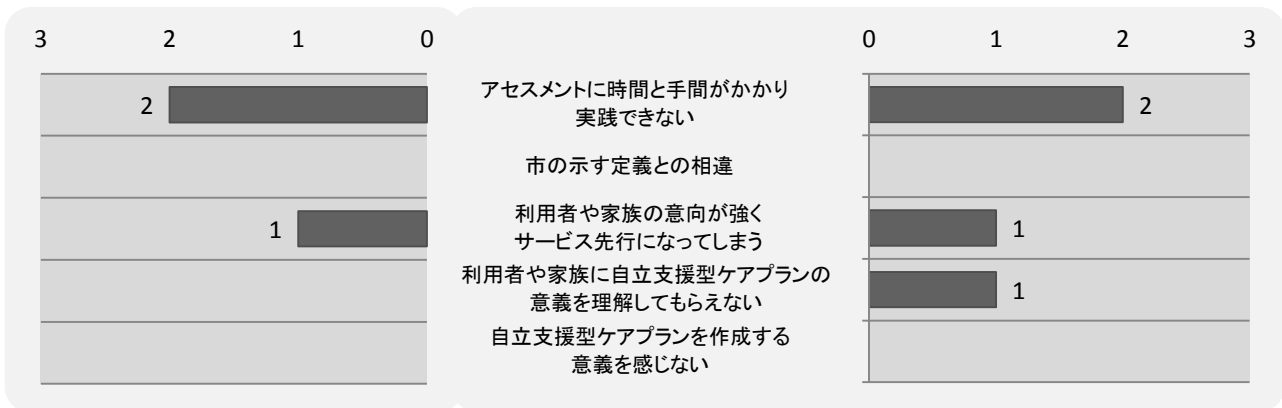 3 2 1 0
0 1 2 3
アセスメントに時間と手間がかかり
実践できない
2
2
市の示す定義との相違
利用者や家族の意向が強く
サービス先行になってしまう
1
1
利用者や家族に自立支援型ケアプランの
意義を理解してもらえない
1
自立支援型ケアプランを作成する
意義を感じない